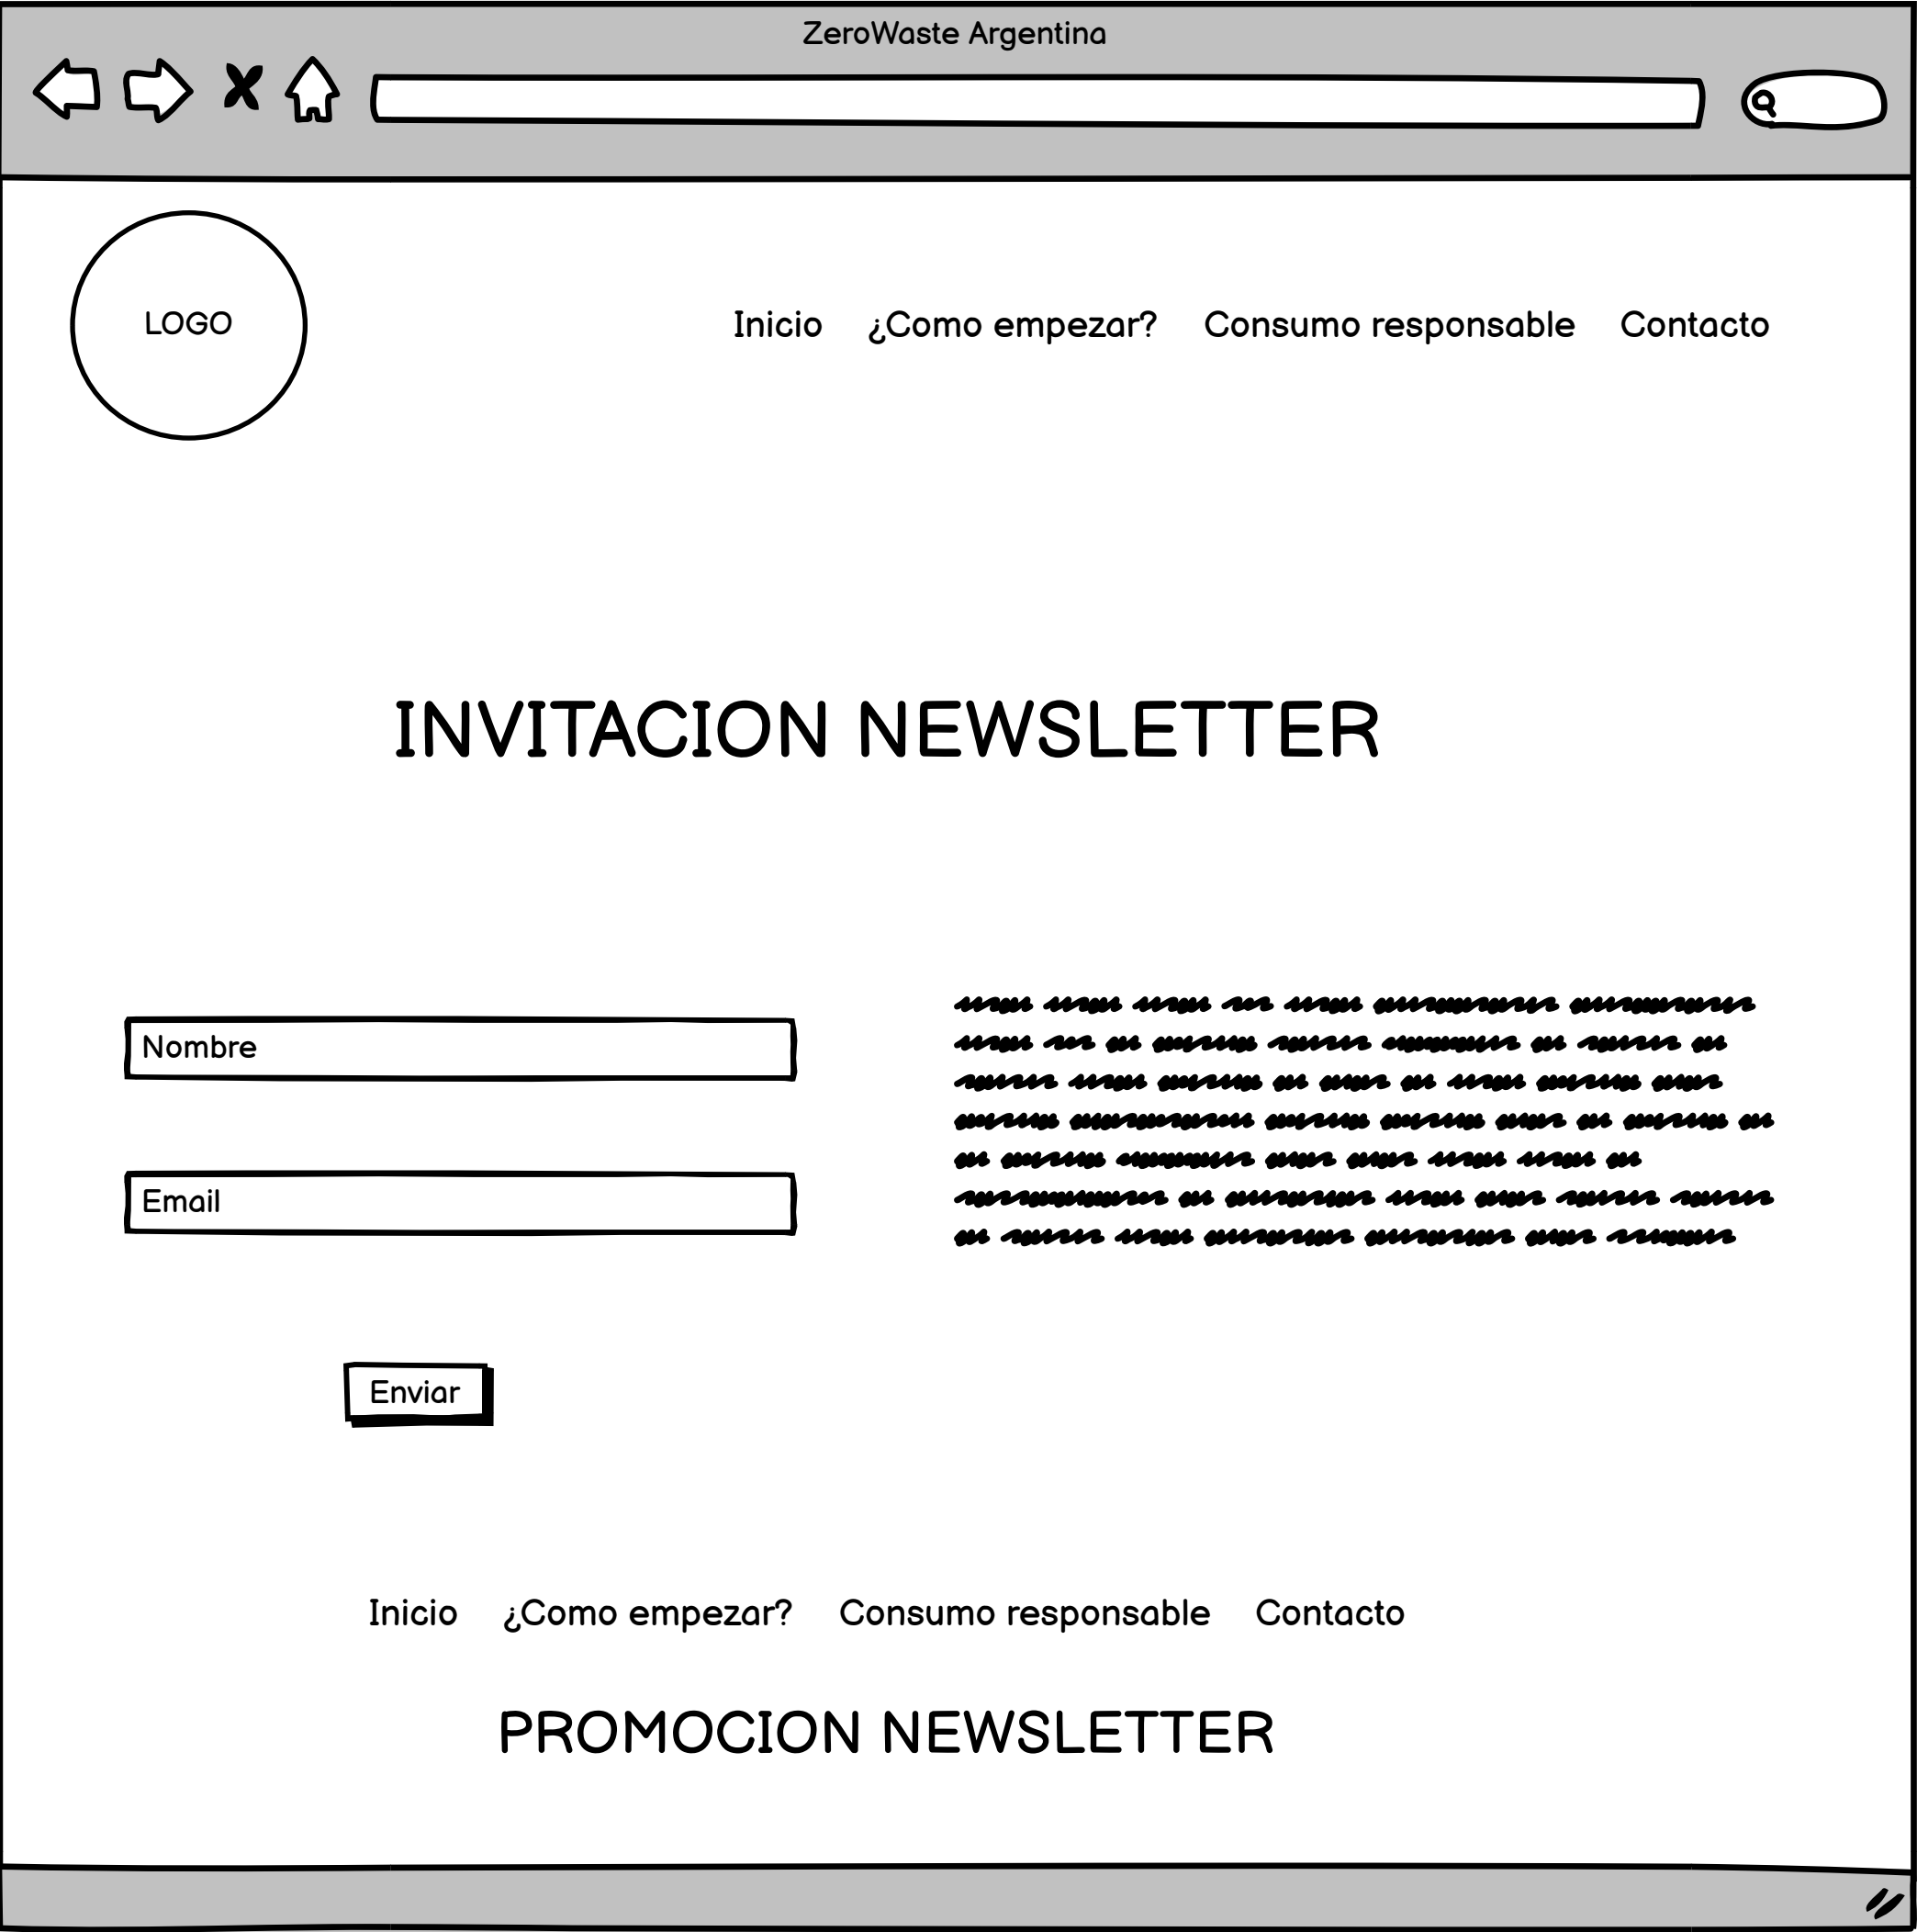 ZeroWaste Argentina
LOGO
Inicio ¿Como empezar? Consumo responsable Contacto
INVITACION NEWSLETTER
Nombre
Email
Enviar
Inicio ¿Como empezar? Consumo responsable Contacto
PROMOCION NEWSLETTER